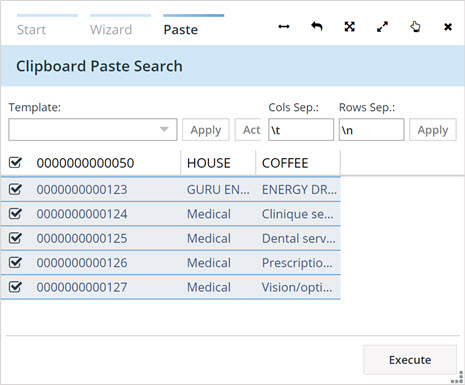 Start Wizard Paste
Clipboard Paste Search
Template: Cols Sep.: Rows Sep.:
Apply Act \t \n Apply
0000000000050 HOUSE COFFEE
0000000000123 GURU EN... ENERGY DR...
0000000000124 Medical Clinique se...
0000000000125 Medical Dental serv...
0000000000126 Medical Prescriptio...
0000000000127 Medical Vision/opti...
Execute